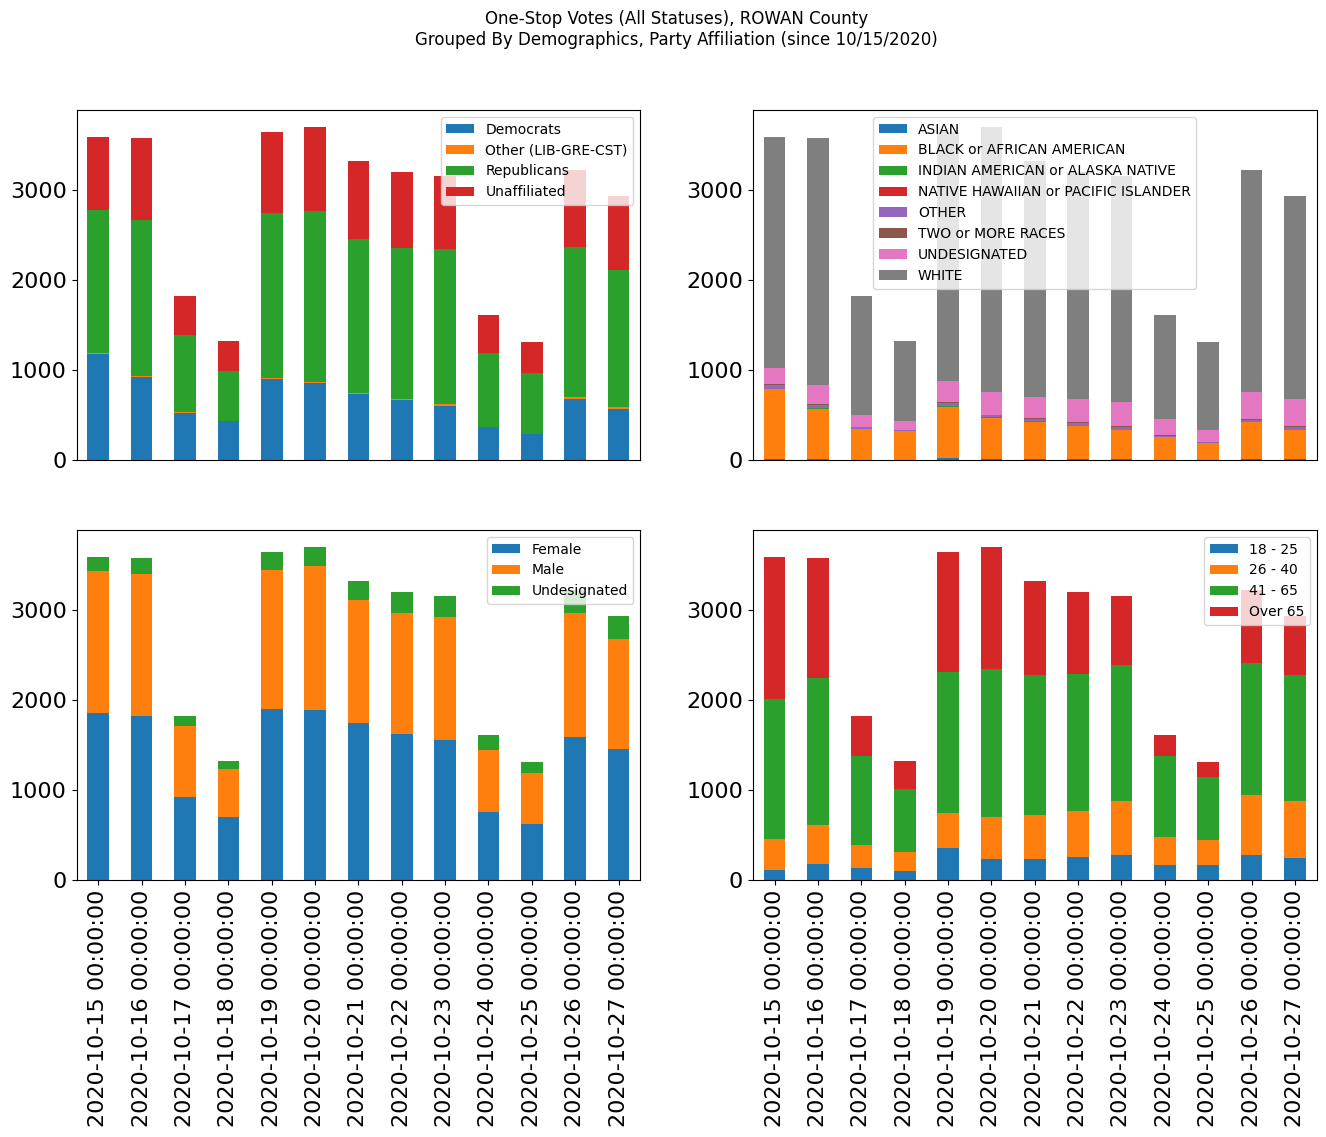 One-Stop Votes (All Statuses), ROWAN County
Grouped By Demographics, Party Affiliation (since 10/15/2020)
3000
2000
1000
0
Democrats
Other (LIB-GRE-CST)
Republicans
Unaffiliated
3000
2000
1000
0
ASIAN
BLACK or AFRICAN AMERICAN
INDIAN AMERICAN or ALASKA NATIVE
NATIVE HAWAIIAN or PACIFIC ISLANDER
OTHER
TWO or MORE RACES
UNDESIGNATED
WHITE
3000
2000
1000
0
Female
Male
Undesignated
2020-10-15 00:00:00
2020-10-16 00:00:00
2020-10-17 00:00:00
2020-10-18 00:00:00
2020-10-19 00:00:00
2020-10-20 00:00:00
2020-10-21 00:00:00
2020-10-22 00:00:00
2020-10-23 00:00:00
2020-10-24 00:00:00
2020-10-25 00:00:00
2020-10-26 00:00:00
2020-10-27 00:00:00
3000
2000
1000
0
18 - 25
26 - 40
41 - 65
Over 65
2020-10-15 00:00:00
2020-10-16 00:00:00
2020-10-17 00:00:00
2020-10-18 00:00:00
2020-10-19 00:00:00
2020-10-20 00:00:00
2020-10-21 00:00:00
2020-10-22 00:00:00
2020-10-23 00:00:00
2020-10-24 00:00:00
2020-10-25 00:00:00
2020-10-26 00:00:00
2020-10-27 00:00:00